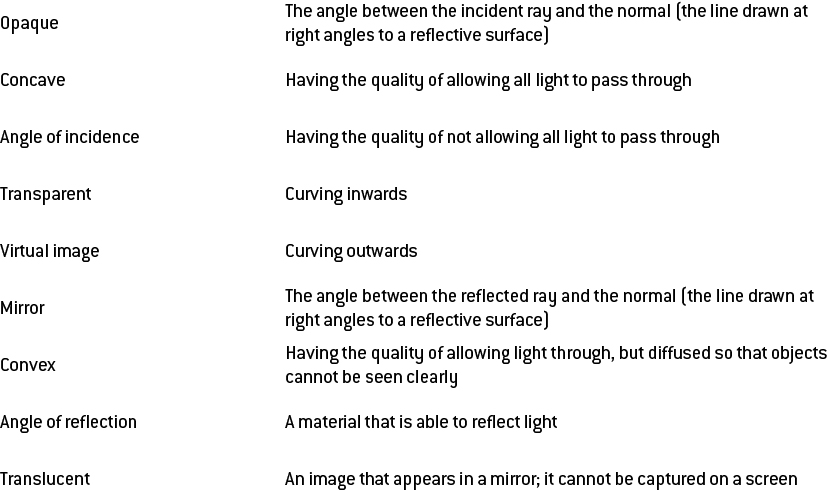 Opaque
The angle between the incident ray and the normal (the line drawn at
right angles to a reflective surface)
Concave
Having the quality of allowing all light to pass through
Angle of incidence
Having the quality of not allowing all light to pass through
Transparent
Curving inwards
Virtual image
Curving outwards
Mirror
The angle between the reflected ray and the normal (the line drawn at
right angles to a reflective surface)
Convex
Having the quality of allowing light through, but diffused so that objects
cannot be seen clearly
Angle of reflection
A material that is able to reflect light
Translucent
An image that appears in a mirror; it cannot be captured on a screen